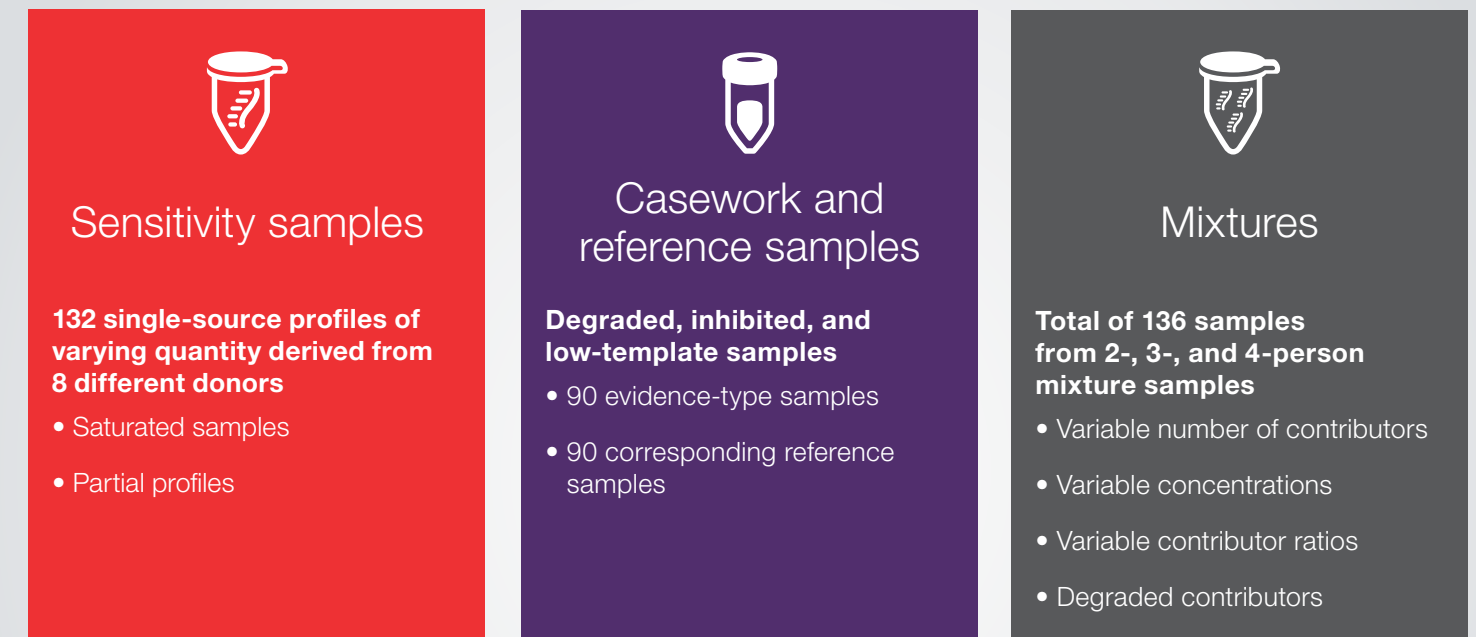 Sensitivity samples
132 single-source profiles of
varying quantity derived from
8 different donors
• Saturated samples
• Partial profiles
Casework and
reference samples
Degraded, inhibited, and
low-template samples
• 90 evidence-type samples
• 90 corresponding reference
samples
Mixtures
Total of 136 samples
from 2-, 3-, and 4-person
mixture samples
• Variable number of contributors
• Variable concentrations
• Variable contributor ratios
• Degraded contributors